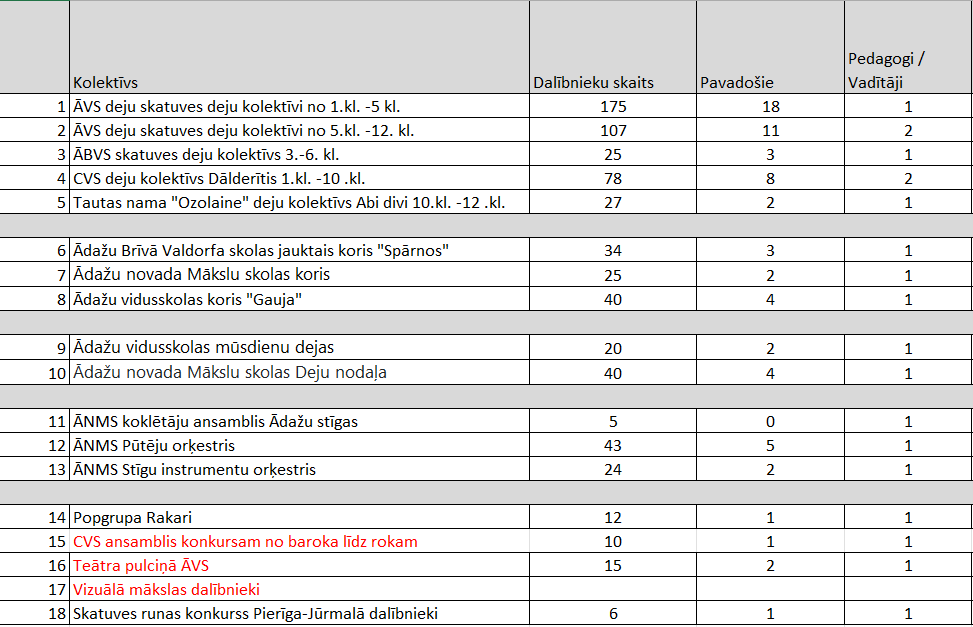 Kolektīvs Dalībnieku skaits Pavadošie Pedagogi / Vadītāji
1 ĀVS deju skatuves deju kolektīvi no 1.kl. -5 kl. 175 18 1
2 ĀVS deju skatuves deju kolektīvi no 5.kl. -12. kl. 107 11 2
3 ĀBVS skatuves deju kolektīvs 3.-6. kl. 25 3 1
4 CVS deju kolektīvs Dālderītis 1.kl. -10 .kl. 78 8 2
5 Tautas nama "Ozolaine" deju kolektīvs Abi divi 10.kl. -12 .kl. 27 2 1
6 Ādažu Brīvā Valdorfa skolas jauktais koris "Spārnos" 34 3 1
7 Ādažu novada Mākslu skolas koris 25 2 1
8 Ādažu vidusskolas koris "Gauja" 40 4 1
9 Ādažu vidusskolas mūsdienu dejas 20 2 1
10 Ādažu novada Mākslu skolas Deju nodaļa 40 4 1
11 ĀNMS koklētāju ansamblis Ādažu stīgas 5 0 1
12 ĀNMS Pūtēju orķestris 43 5 1
13 ĀNMS Stīgu instrumentu orķestris 24 2 1
14 Popgrupa Rakari 12 1 1
15 CVS ansamblis konkursam no baroka līdz rokam 10 1 1
16 Teātra pulciņā ĀVS 15 2 1
17 Vizuālā mākslas dalībnieki
18 Skatuves runas konkurss Pierīga-Jūrmalā dalībnieki 6 1 1